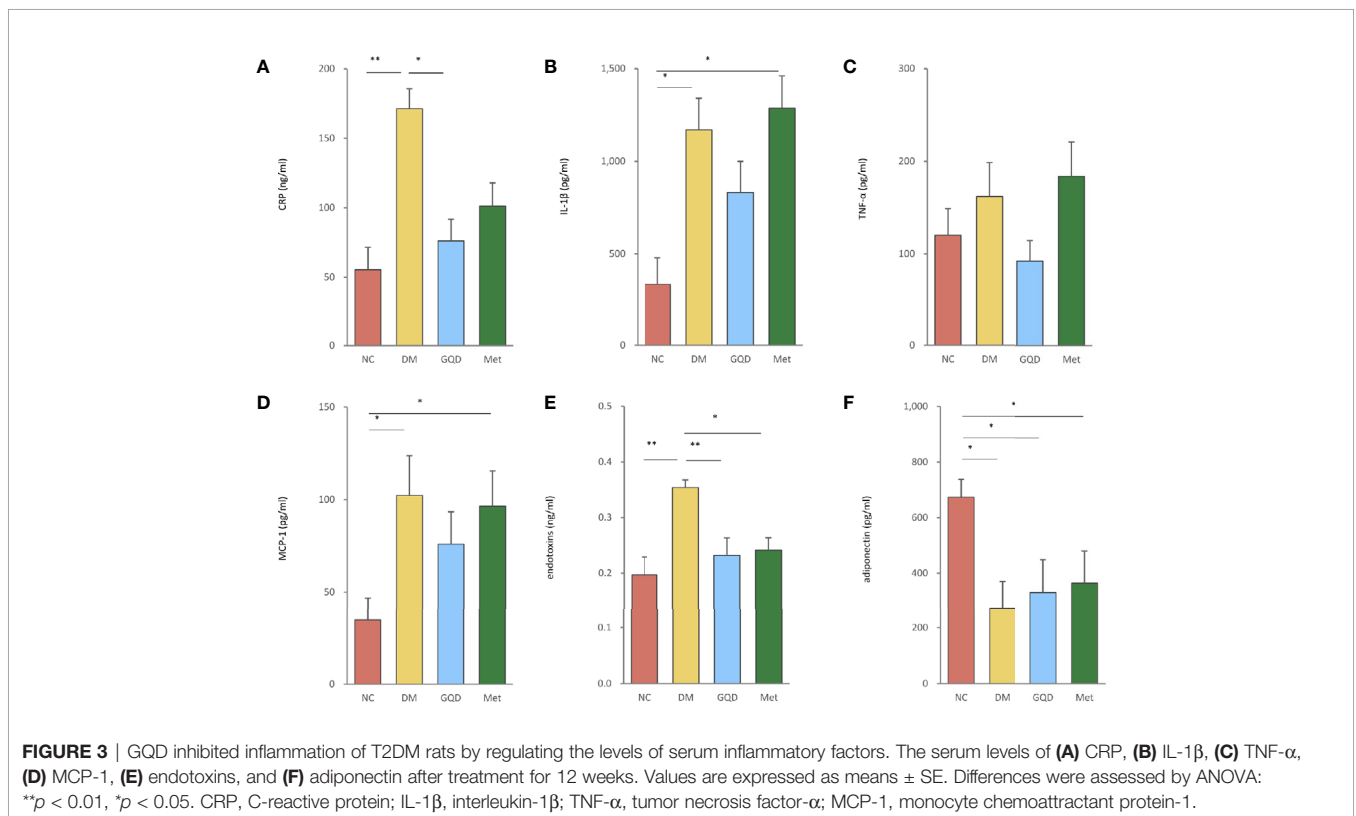 A
**
*
200
150
100
50
0
CRP (ng/ml)
NC DM GQD Met
B
*
*
1,500
1,000
500
0
IL-1β (pg/ml)
NC DM GQD Met
C
300
200
100
0
TNF-α (pg/ml)
NC DM GQD Met
D
*
*
150
100
50
0
MCP-1 (pg/ml)
NC DM GQD Met
E
*
**
**
0.5
0.4
0.3
0.2
0.1
0.0
endotoxins (ng/ml)
NC DM GQD Met
F
*
*
*
1,000
800
600
400
200
0
adiponectin (pg/ml)
NC DM GQD Met
FIGURE 3 | GQD inhibited inflammation of T2DM rats by regulating the levels of serum inflammatory factors. The serum levels of (A) CRP, (B) IL-1β, (C) TNF-α,
(D) MCP-1, (E) endotoxins, and (F) adiponectin after treatment for 12 weeks. Values are expressed as means ± SE. Differences were assessed by ANOVA:
**p < 0.01, *p < 0.05. CRP, C-reactive protein; IL-1β, interleukin-1β; TNF-α, tumor necrosis factor-α; MCP-1, monocyte chemoattractant protein-1.